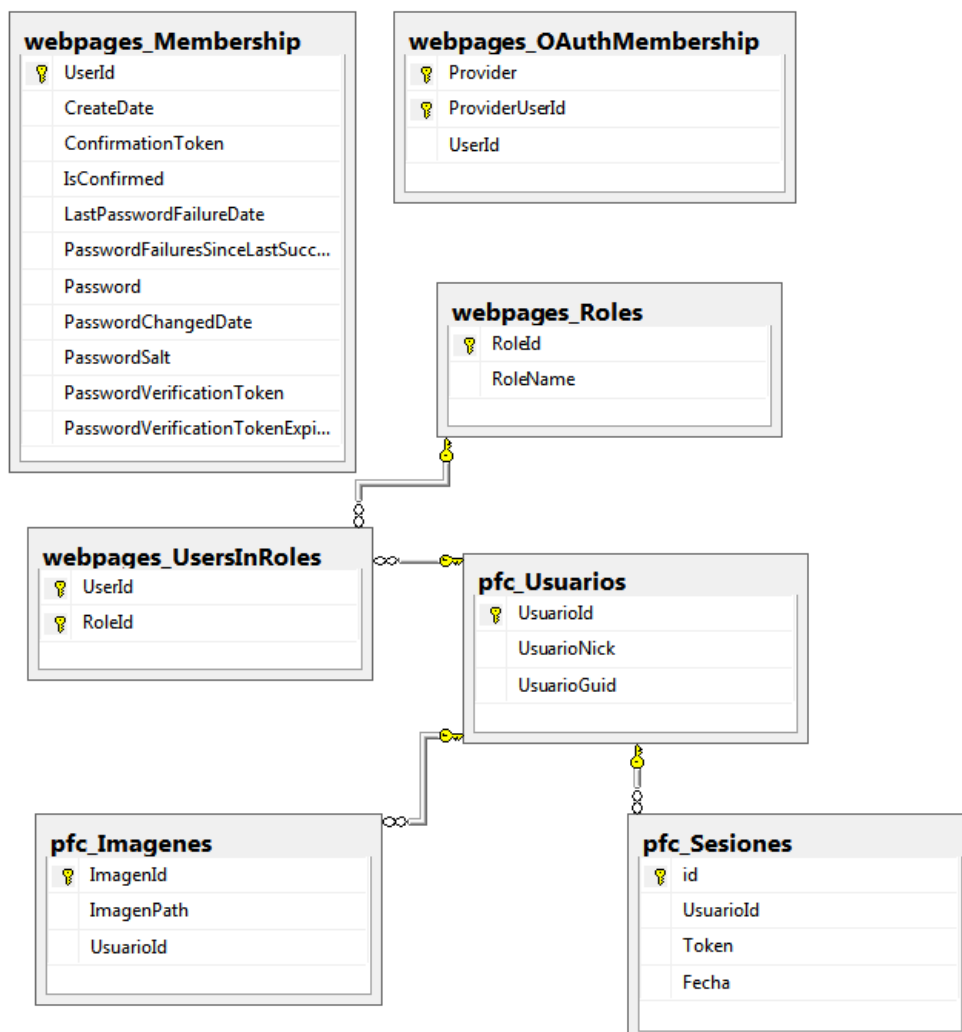 webpages_Membership
UserId
CreateDate
ConfirmationToken
IsConfirmed
LastPasswordFailureDate
PasswordFailuresSinceLastSucc...
Password
PasswordChangedDate
PasswordSalt
PasswordVerificationToken
PasswordVerificationTokenExpi...
webpages_OAuthMembership
Provider
ProviderUserId
UserId
webpages_Roles
RoleId
RoleName
webpages_UsersInRoles
UserId
RoleId
pfc_Usuarios
UsuarioId
UsuarioNick
UsuarioGuid
pfc_Imagenes
ImagenId
ImagenPath
UsuarioId
pfc_Sesiones
id
UsuarioId
Token
Fecha